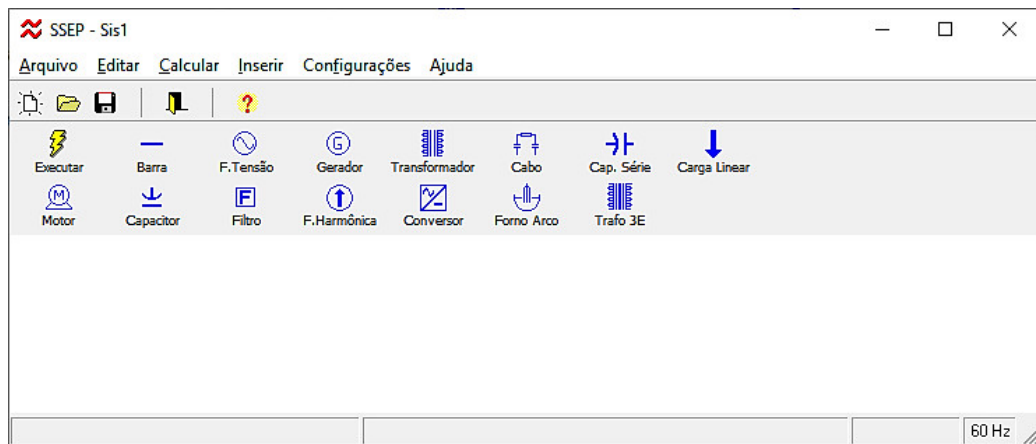 SSEP - Sis1
Arquivo Editar Calcular Inserir Configurações Ajuda
?
Executar Barra F.Tensão Gerador Transformador Cabo Cap. Série Carga Linear
Motor Capacitor Filtro F.Harmônica Conversor Forno Arco Trafo 3E
60 Hz